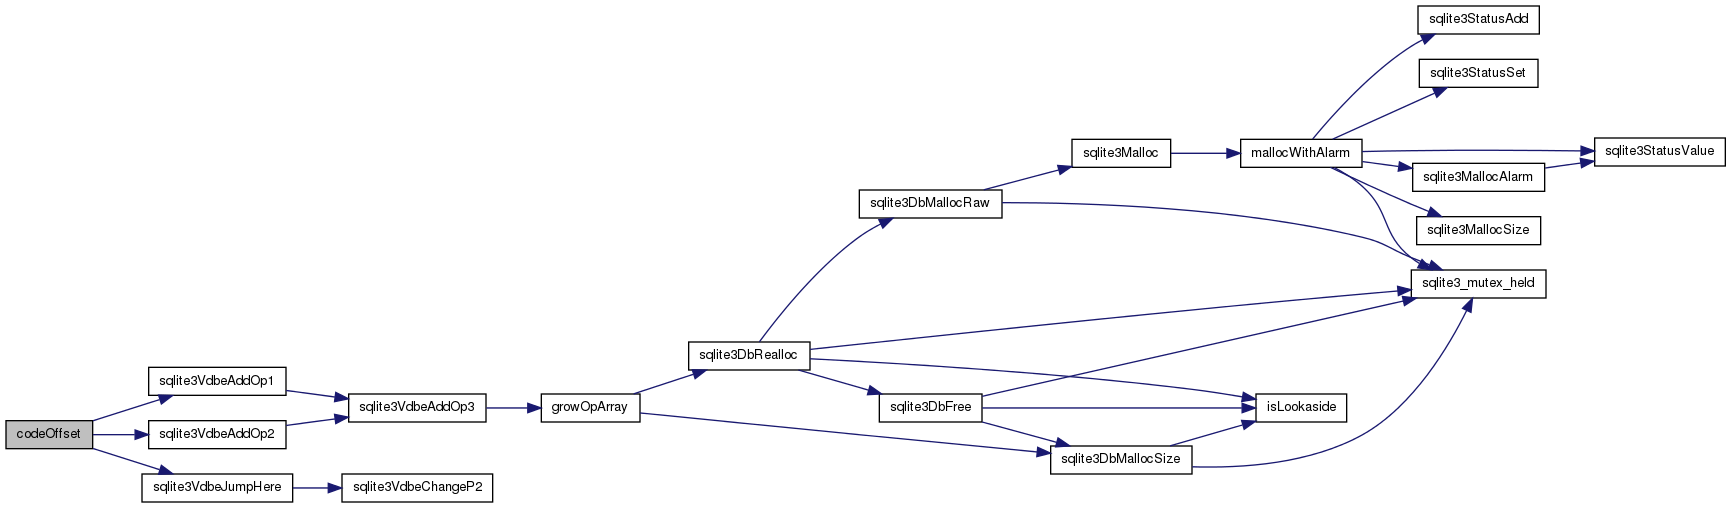 sqlite3StatusAdd
sqlite3StatusSet
sqlite3Malloc
mallocWithAlarm
sqlite3StatusValue
sqlite3MallocAlarm
sqlite3DbMallocRaw
sqlite3MallocSize
sqlite3_mutex_held
sqlite3DbRealloc
sqlite3VdbeAddOp1
sqlite3VdbeAddOp3
growOpArray
sqlite3DbFree
isLookaside
codeOffset
sqlite3VdbeAddOp2
sqlite3DbMallocSize
sqlite3VdbeJumpHere
sqlite3VdbeChangeP2